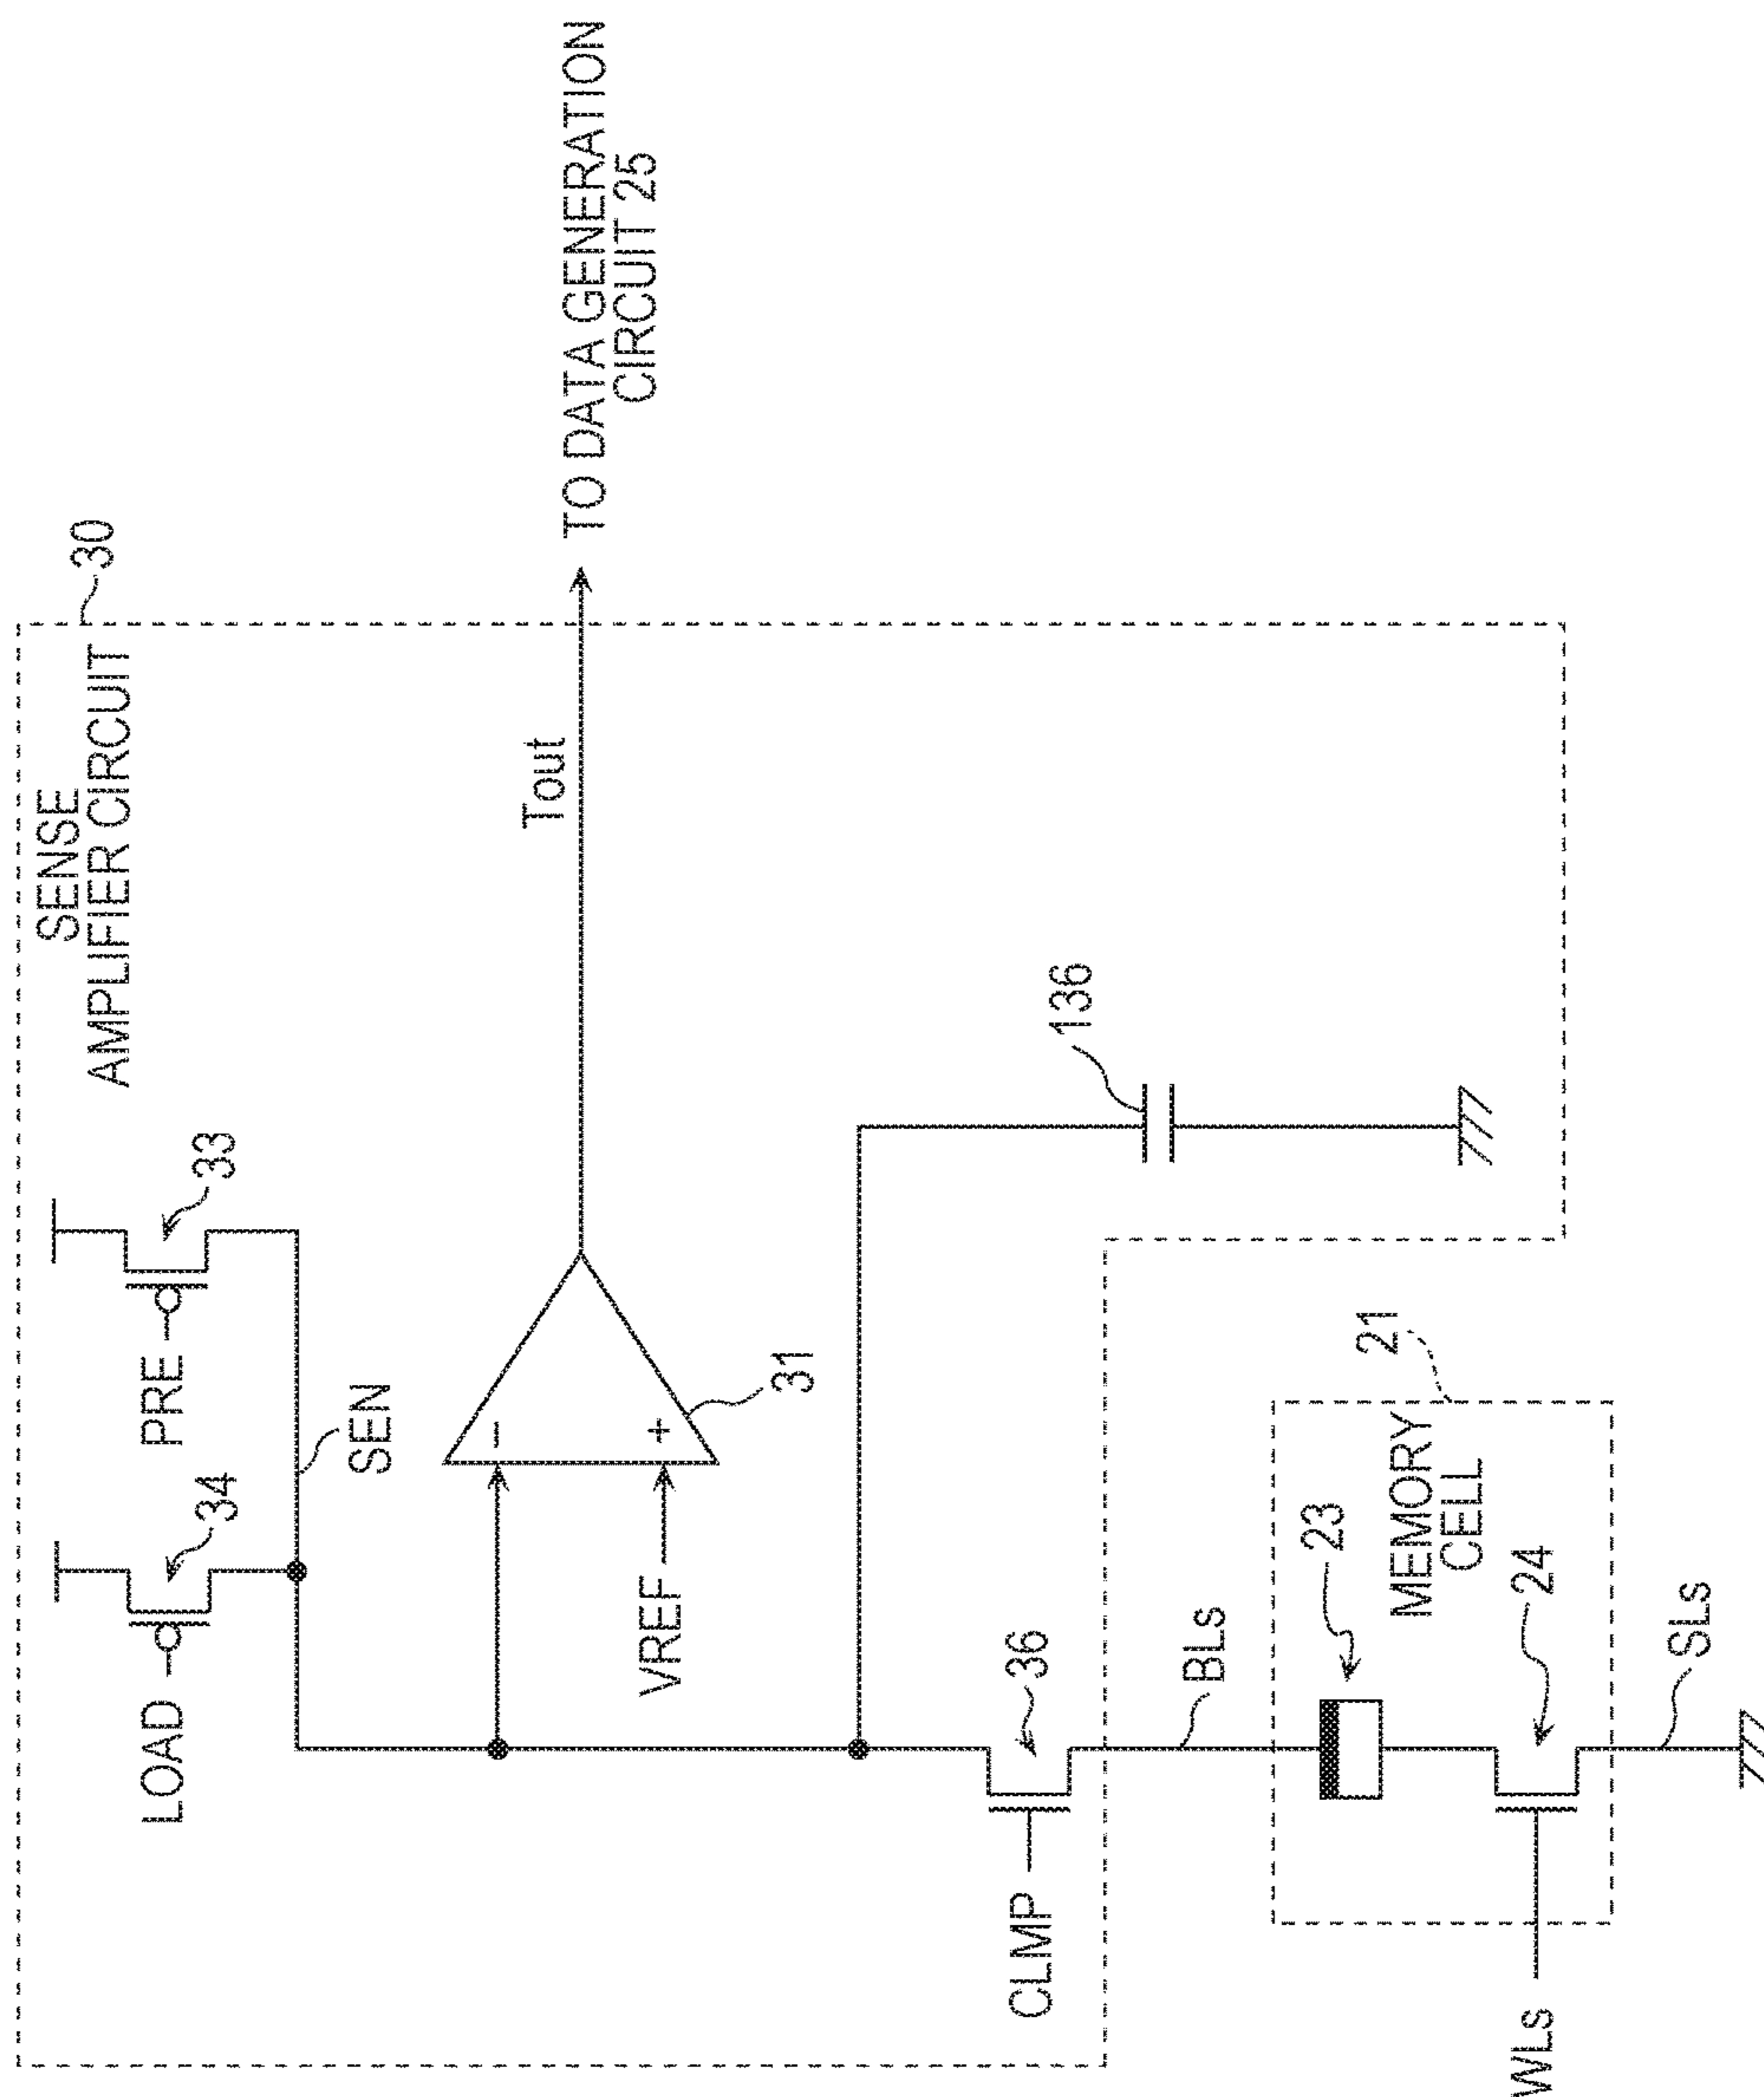 SENSE
AMPLIFIER CIRCUIT
30
LOAD
34
PRE
33
SEN
Tout
TO DATA GENERATION
CIRCUIT 25
−
+
VREF
31
136
CLMP
36
BLs
21
MEMORY
CELL
23
24
WLs
SLs